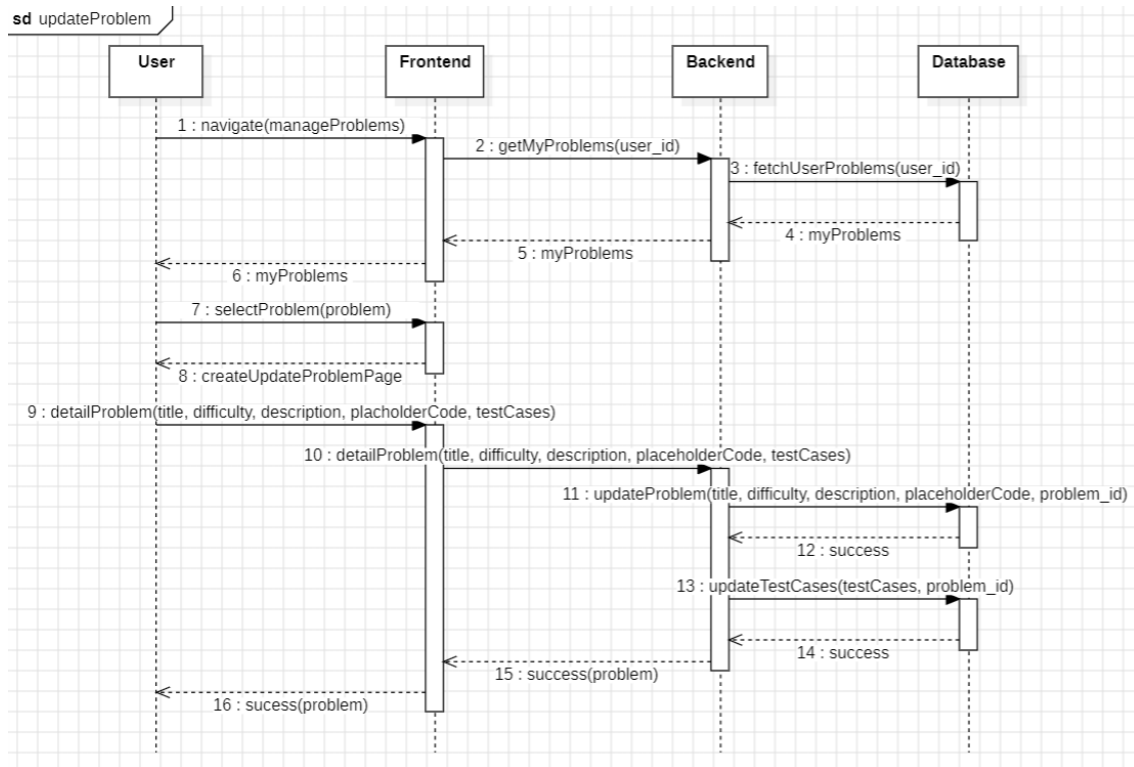 sd updateProblem
User
Frontend
Backend
Database
1 : navigate(manageProblems)
2 : getMyProblems(user_id)
3 : fetchUserProblems(user_id)
4 : myProblems
5 : myProblems
6 : myProblems
7 : selectProblem(problem)
8 : createUpdateProblemPage
9 : detailProblem(title, difficulty, description, placholderCode, testCases)
10 : detailProblem(title, difficulty, description, placeholderCode, testCases)
11 : updateProblem(title, difficulty, description, placeholderCode, problem_id)
12 : success
13 : updateTestCases(testCases, problem_id)
14 : success
15 : success(problem)
16 : sucess(problem)